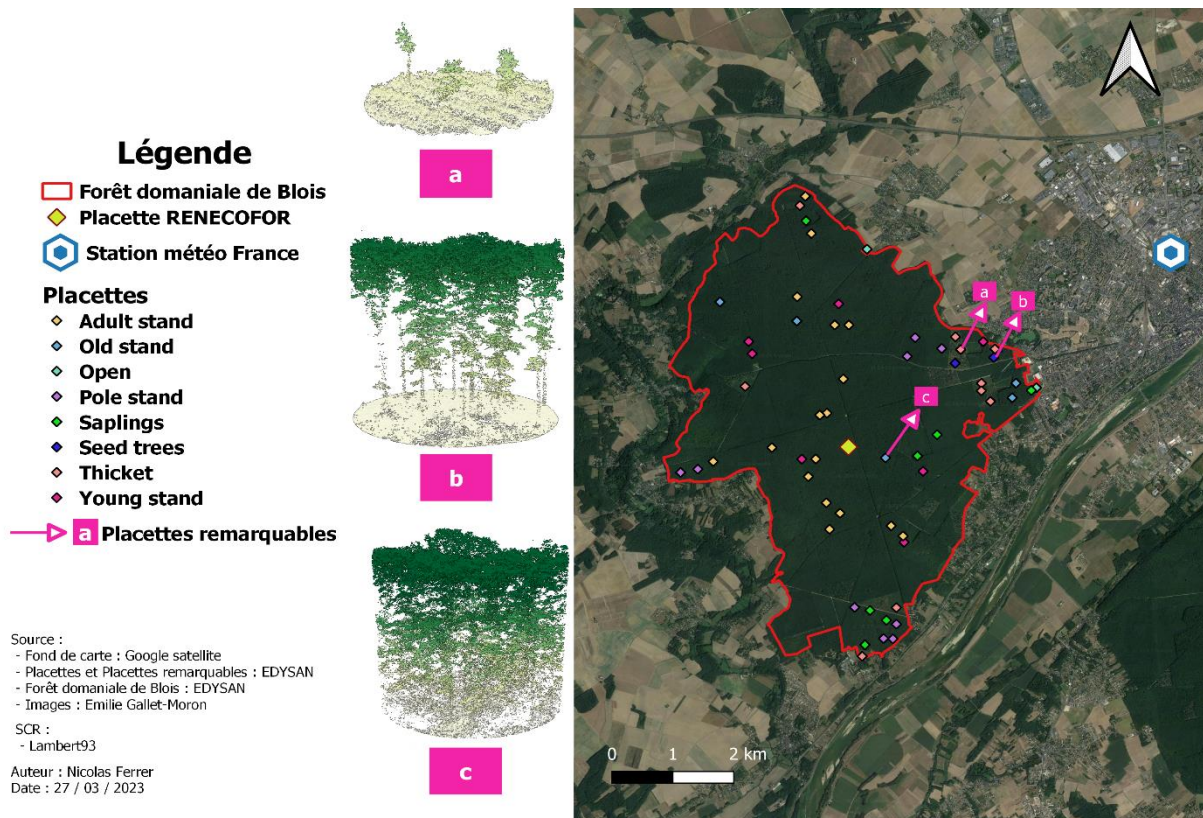 Légende
Forêt domaniale de Blois
Placette RENECOFOR
Station météo France
Placettes
Adult stand
Old stand
Open
Pole stand
Saplings
Seed trees
Thicket
Young stand
a Placettes remarquables
Source :
- Fond de carte : Google satellite
- Placettes et Placettes remarquables : EDYSAN
- Forêt domaniale de Blois : EDYSAN
- Images : Emilie Gallet-Moron
SCR :
- Lambert93
Auteur : Nicolas Ferrer
Date : 27 / 03 / 2023
a
b
c
a
b
c
0 1 2 km